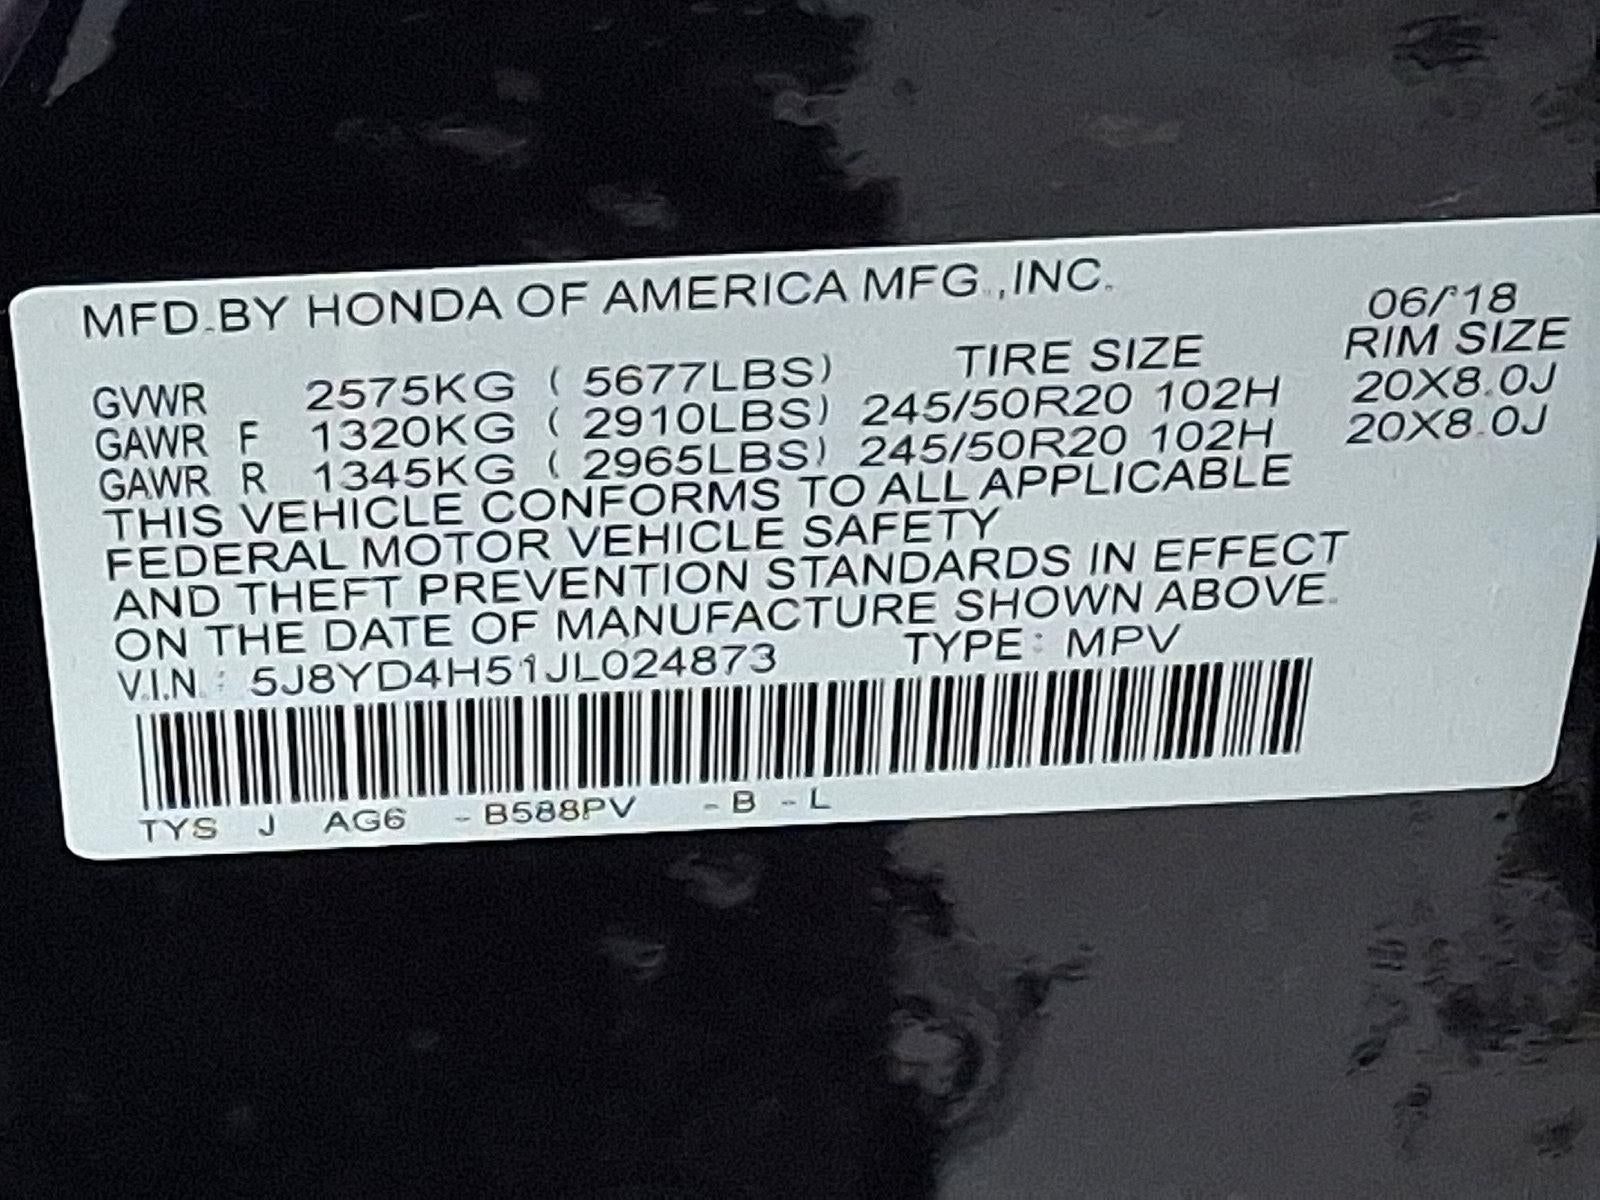 MFD.BY HONDA OF AMERICA MFG.,INC.
06/'18
TIRE SIZE RIM SIZE
GVWR 2575KG ( 5677LBS)
GAWR F 1320KG ( 2910LBS) 245/50R20 102H 20X8.0J
GAWR R 1345KG ( 2965LBS) 245/50R20 102H 20X8.0J
THIS VEHICLE CONFORMS TO ALL APPLICABLE
FEDERAL MOTOR VEHICLE SAFETY
AND THEFT PREVENTION STANDARDS IN EFFECT
ON THE DATE OF MANUFACTURE SHOWN ABOVE.
V.I.N. : 5J8YD4H51JL024873 TYPE: MPV
TYS J AG6 -B588PV -B -L